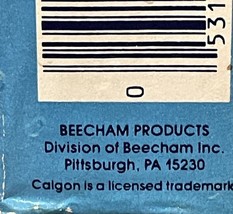 531
0
BEECHAM PRODUCTS
Division of Beecham Inc.
Pittsburgh, PA 15230
Calgon is a licensed trademark